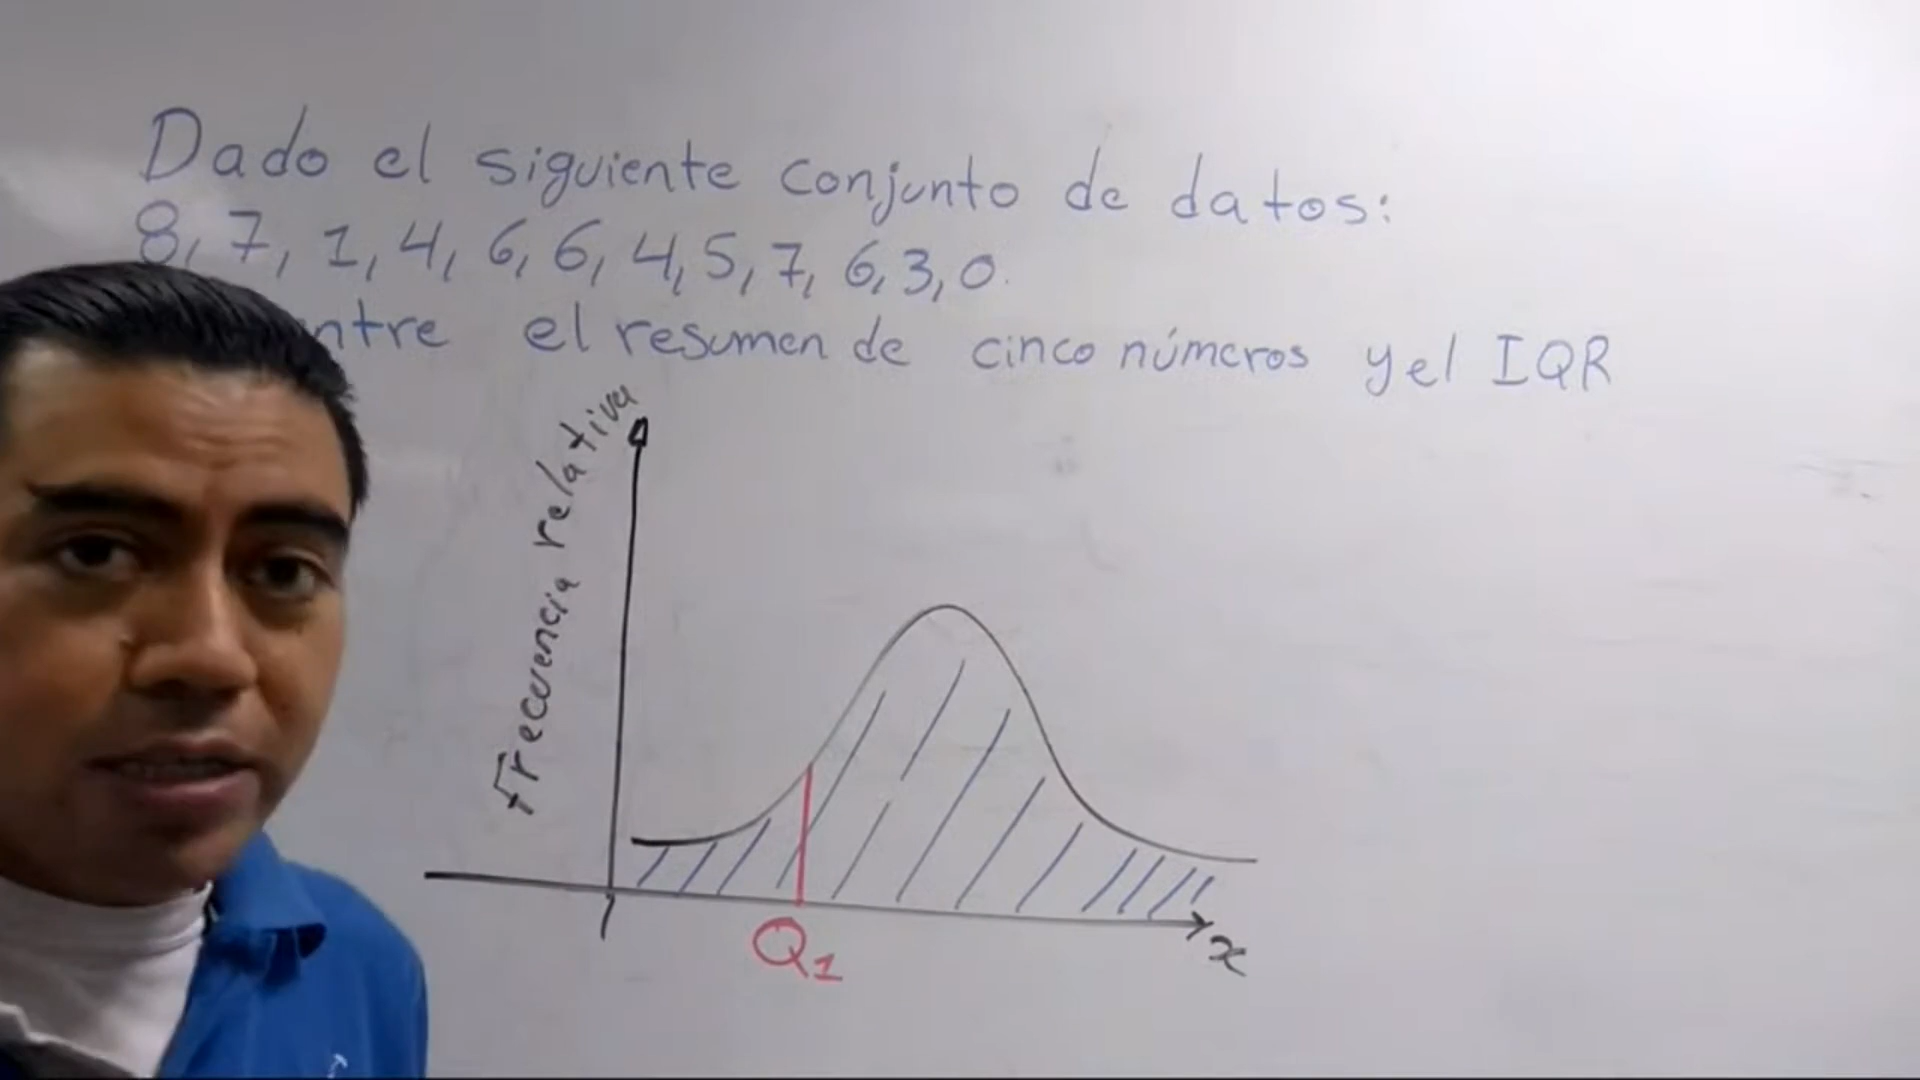 Dado el siguiente conjunto de datos:
8, 7, 1, 4, 6, 6, 4, 5, 7, 6, 3, 0.
ntre el resumen de cinco números y el IQR
Frecuencia relativa
Q1
x